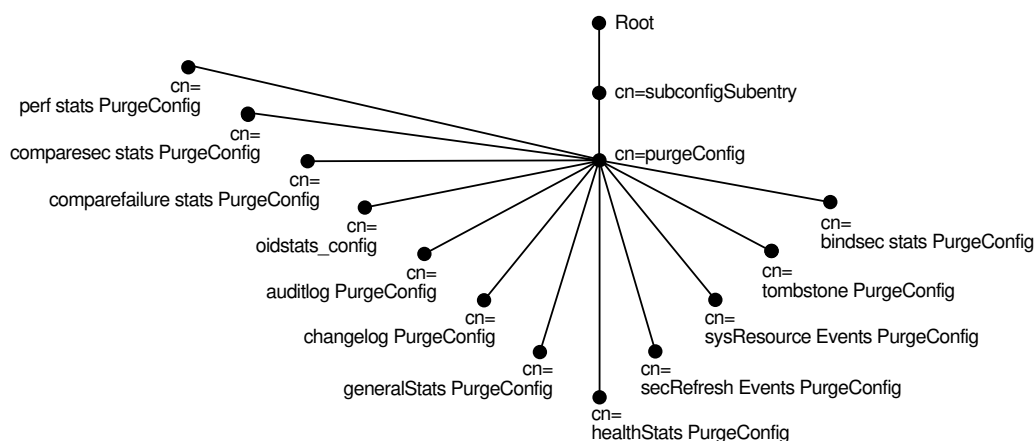 Root
cn=subconfigSubentry
cn=purgeConfig
cn=
perf stats PurgeConfig
cn=
comparesec stats PurgeConfig
cn=
comparefailure stats PurgeConfig
cn=
oidstats_config
cn=
auditlog PurgeConfig
cn=
changelog PurgeConfig
cn=
generalStats PurgeConfig
cn=
healthStats PurgeConfig
cn=
secRefresh Events PurgeConfig
cn=
sysResource Events PurgeConfig
cn=
tombstone PurgeConfig
cn=
bindsec stats PurgeConfig